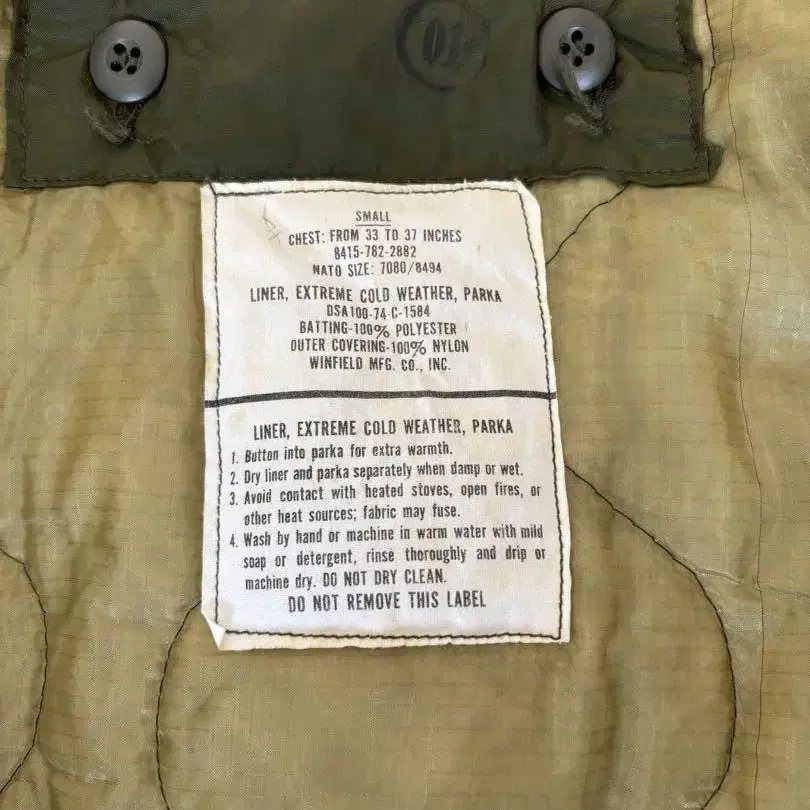 01
SMALL
CHEST: FROM 33 TO 37 INCHES
8415-782-2882
NATO SIZE: 7080/8494
LINER, EXTREME COLD WEATHER, PARKA
DSA100-74-C-1584
BATTING-100% POLYESTER
OUTER COVERING-100% NYLON
WINFIELD MFG. CO., INC.
LINER, EXTREME COLD WEATHER, PARKA
1. Button into parka for extra warmth.
2. Dry liner and parka separately when damp or wet.
3. Avoid contact with heated stoves, open fires, or
other heat sources; fabric may fuse.
4. Wash by hand or machine in warm water with mild
soap or detergent, rinse thoroughly and drip or
machine dry. DO NOT DRY CLEAN.
DO NOT REMOVE THIS LABEL